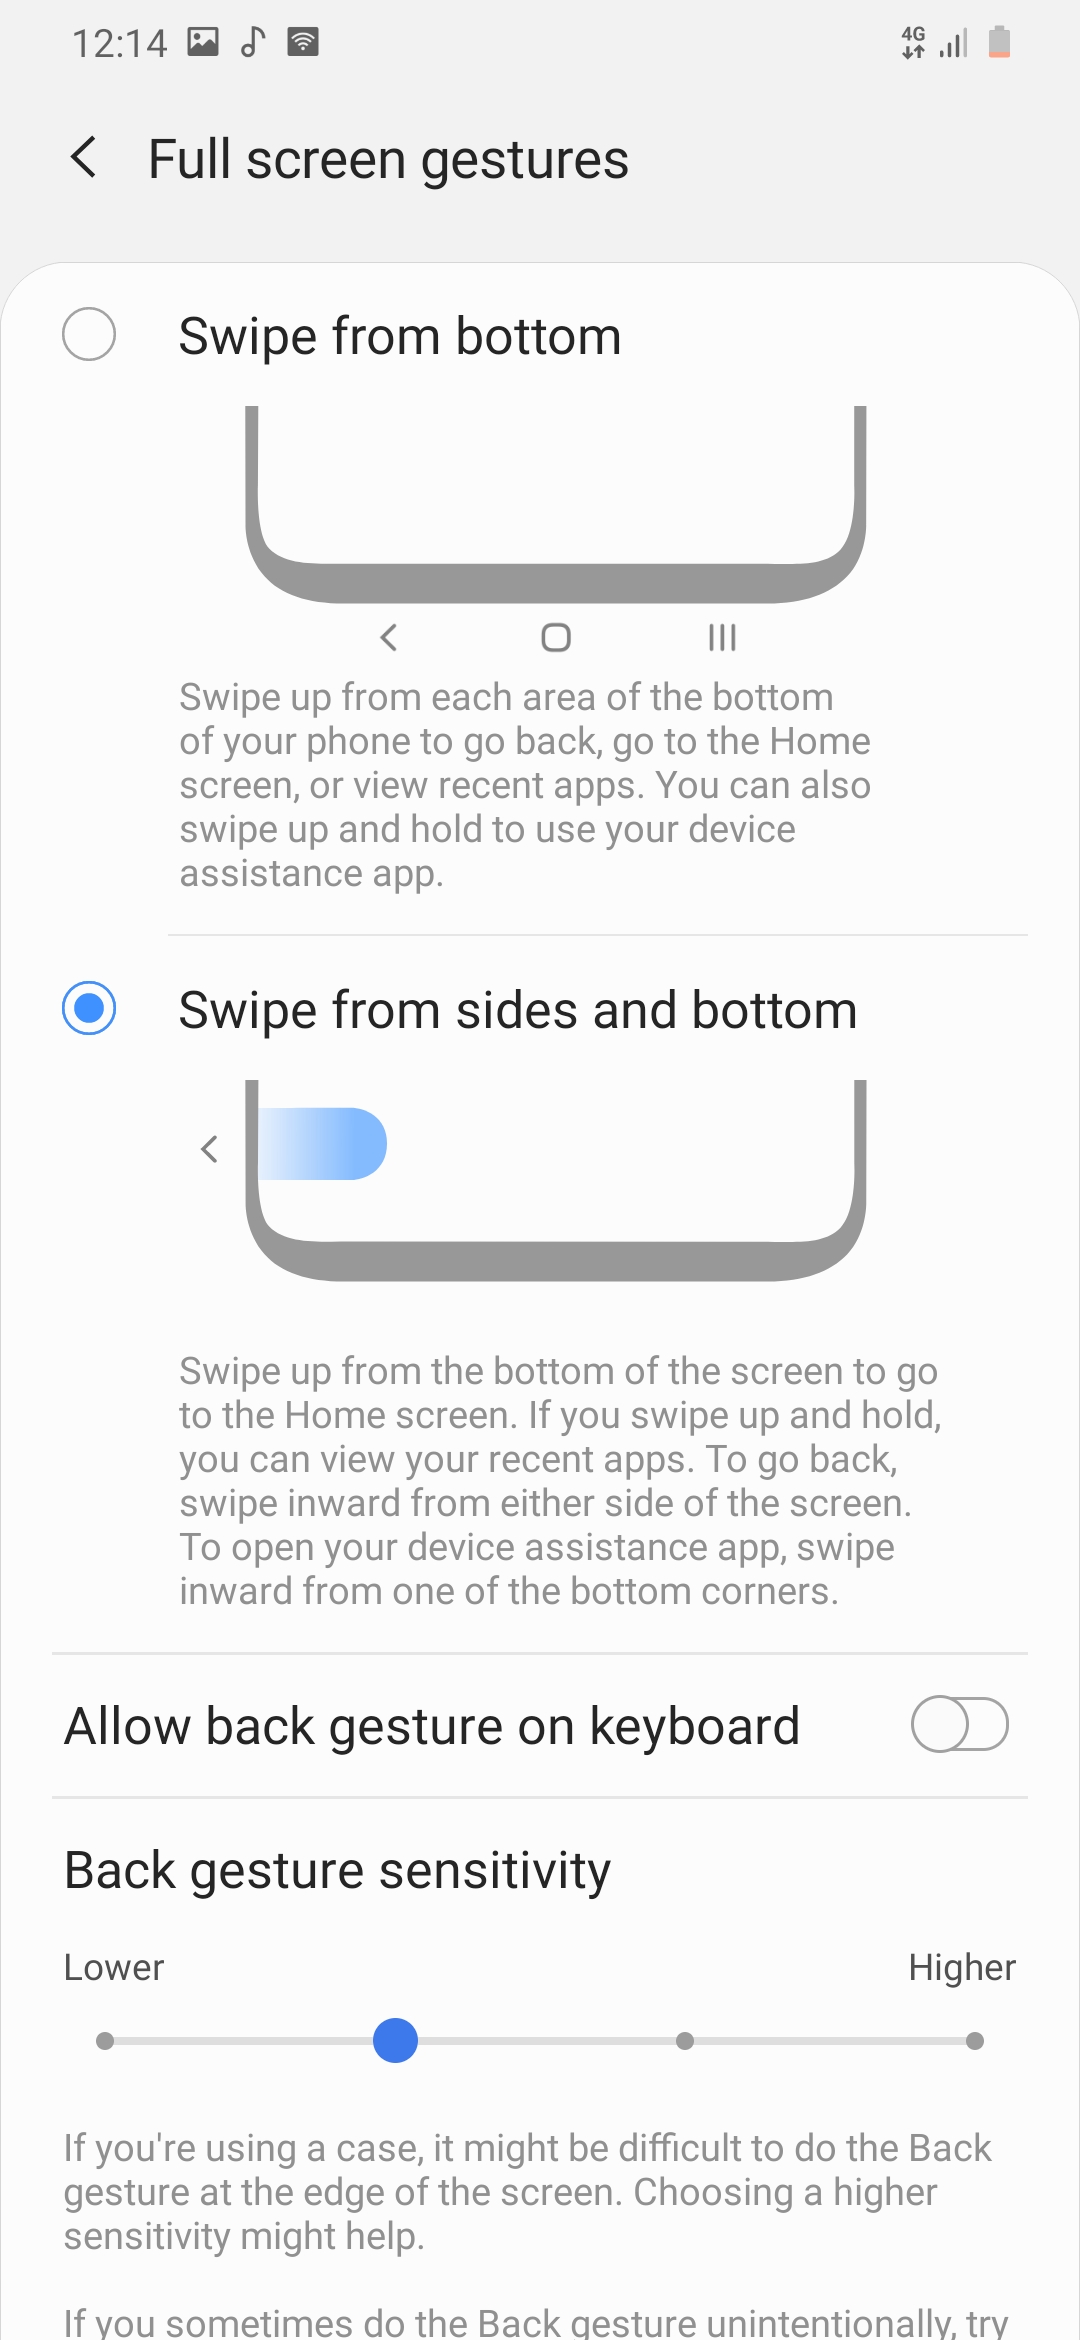 12:14
4G
Full screen gestures
Swipe from bottom
Swipe up from each area of the bottom
of your phone to go back, go to the Home
screen, or view recent apps. You can also
swipe up and hold to use your device
assistance app.
Swipe from sides and bottom
Swipe up from the bottom of the screen to go
to the Home screen. If you swipe up and hold,
you can view your recent apps. To go back,
swipe inward from either side of the screen.
To open your device assistance app, swipe
inward from one of the bottom corners.
Allow back gesture on keyboard
Back gesture sensitivity
Lower
Higher
If you're using a case, it might be difficult to do the Back
gesture at the edge of the screen. Choosing a higher
sensitivity might help.
If you sometimes do the Back gesture unintentionally, try